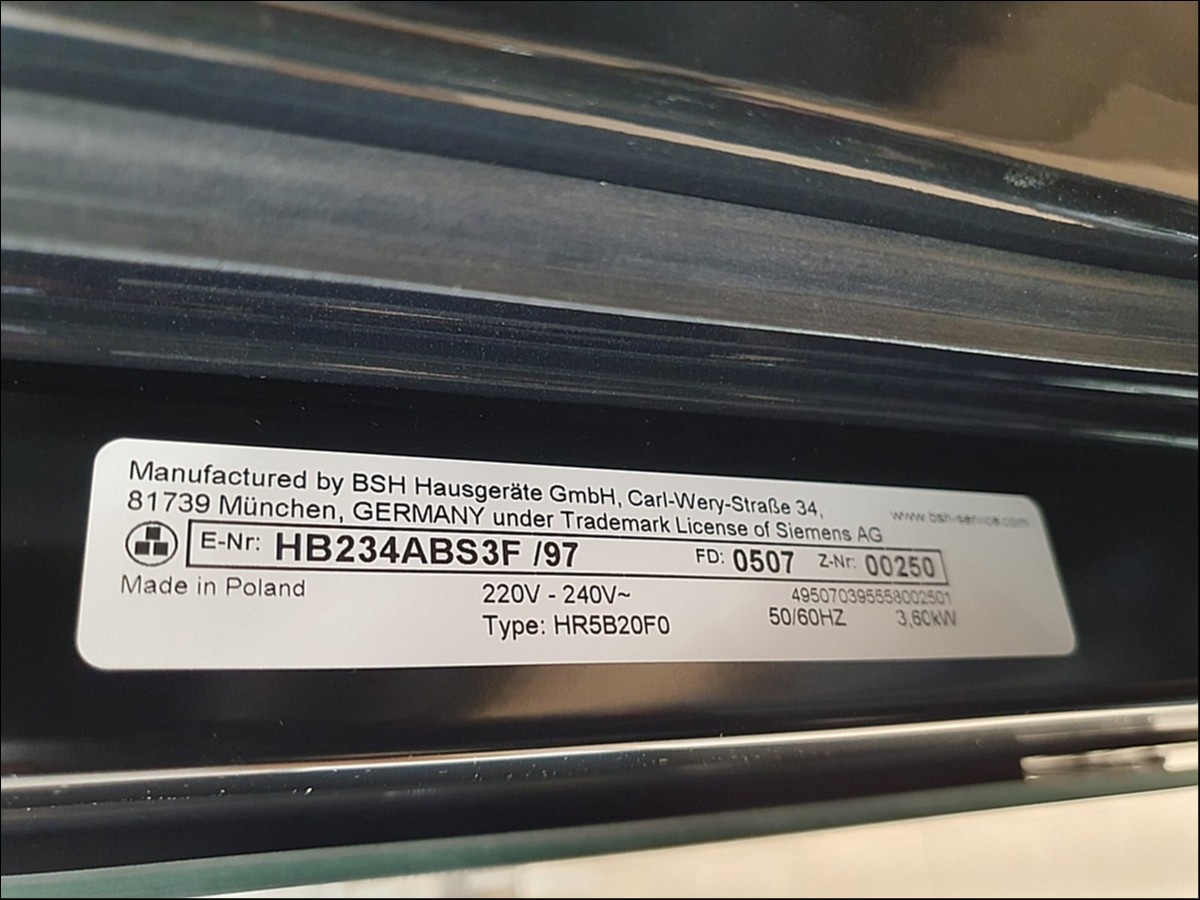 Manufactured by BSH Hausgeräte GmbH, Carl-Wery-Straße 34,
81739 München, GERMANY under Trademark License of Siemens AG
www.bsh-service.com
E-Nr: HB234ABS3F /97 FD: 0507 Z-Nr: 00250
Made in Poland 220V - 240V~ 495070395558002501
Type: HR5B20F0 50/60HZ 3,60kW